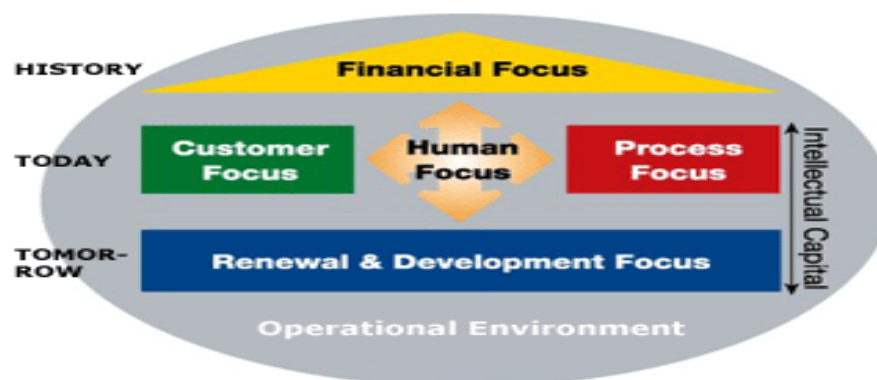 HISTORY
Financial Focus
TODAY
Customer
Focus
Human
Focus
Process
Focus
Intellectual Capital
TOMOR-
ROW
Renewal & Development Focus
Operational Environment